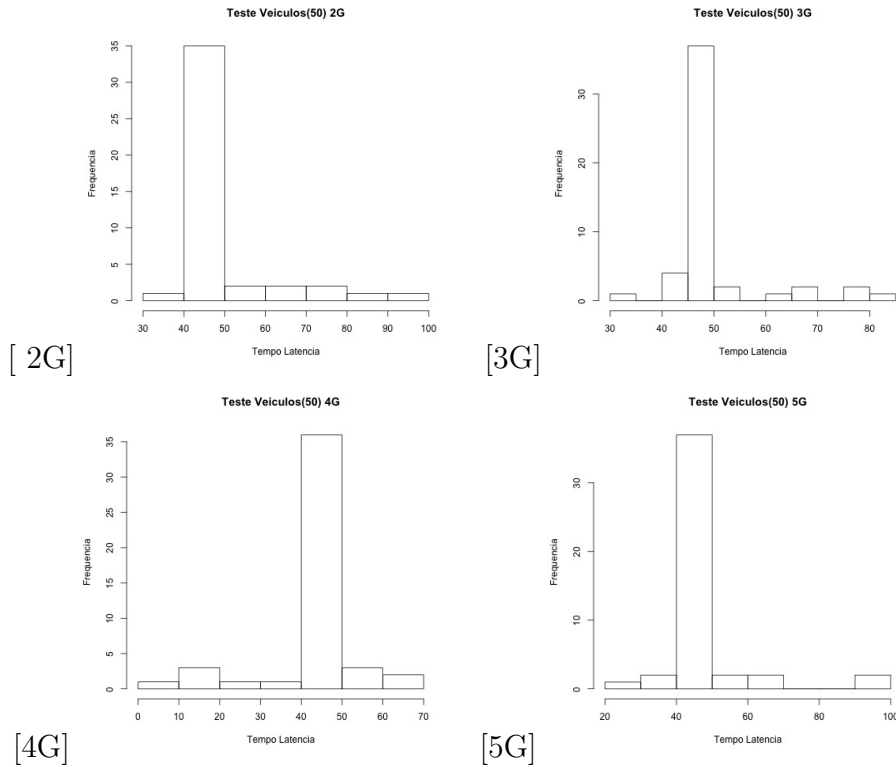 Teste Veiculos(50) 2G
Frequencia
0 5 10 15 20 25 30 35
30 40 50 60 70 80 90 100
Tempo Latencia
[ 2G]
Teste Veiculos(50) 3G
Frequencia
0 10 20 30
30 40 50 60 70 80
Tempo Latencia
[3G]
Teste Veiculos(50) 4G
Frequencia
0 5 10 15 20 25 30 35
0 10 20 30 40 50 60 70
Tempo Latencia
[4G]
Teste Veiculos(50) 5G
Frequencia
0 10 20 30
20 40 60 80 100
Tempo Latencia
[5G]